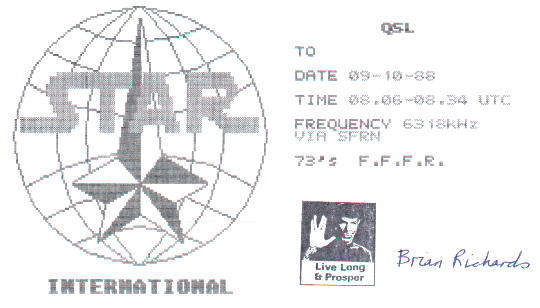 STAR
INTERNATIONAL
QSL
TO
DATE 09-10-88
TIME 08.06-08.34 UTC
FREQUENCY 6318KHz
VIA SFRN
73's F.F.F.R.
Live Long
& Prosper
Brian Richards